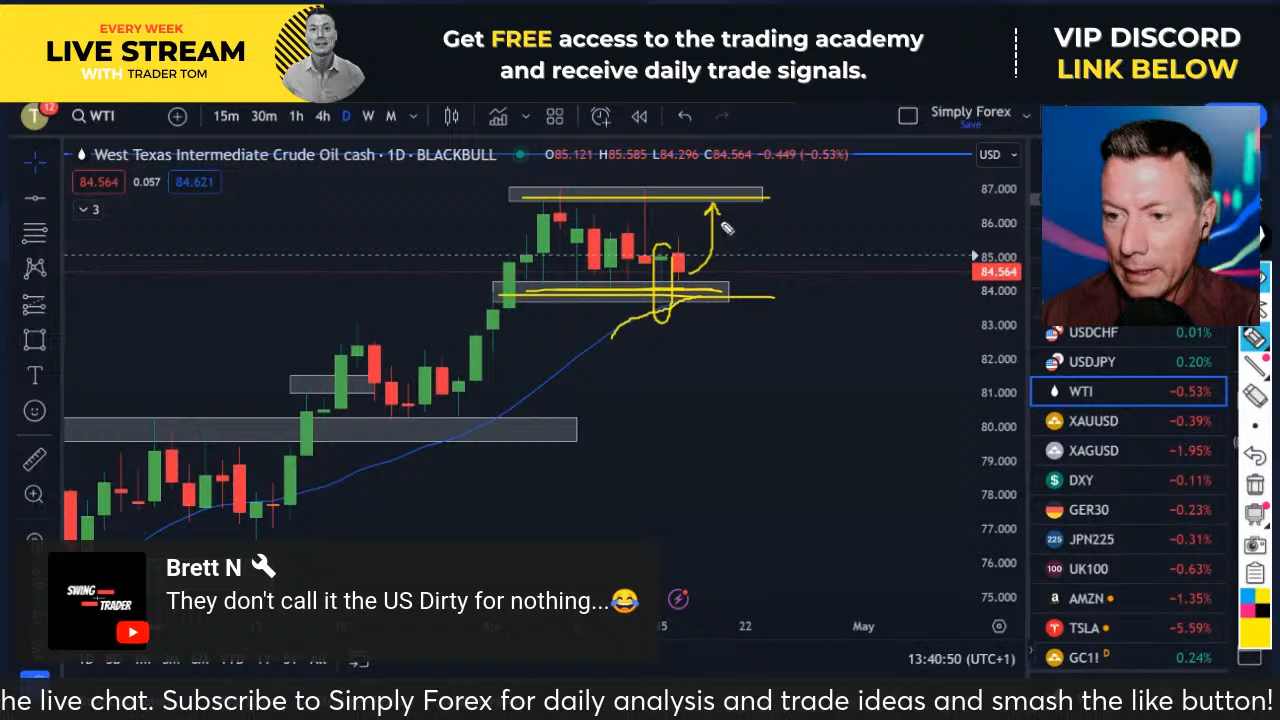 EVERY WEEK
LIVE STREAM
WITH TRADER TOM
Get FREE access to the trading academy
and receive daily trade signals.
VIP DISCORD
LINK BELOW
T
12
WTI
15m 30m 1h 4h D W M
Simply Forex
Save
West Texas Intermediate Crude Oil cash · 1D · BLACKBULL
O85.121 H85.585 L84.296 C84.564 −0.449 (−0.53%)
USD
84.564 0.057 84.621
3
87.000
86.000
85.000
84.564
84.000
83.000
82.000
81.000
80.000
79.000
78.000
77.000
76.000
75.000
USDCHF 0.01%
USDJPY 0.20%
WTI −0.53%
XAUUSD −0.39%
XAGUSD −1.95%
DXY −0.11%
GER30 −0.23%
225 JPN225 −0.31%
100 UK100 −0.63%
AMZN −1.35%
TSLA −5.59%
GC1! D 0.24%
SWING
TRADER
Brett N 🔧
They don't call it the US Dirty for nothing...😂
15 22 May
13:40:50 (UTC+1)
he live chat. Subscribe to Simply Forex for daily analysis and trade ideas and smash the like button!